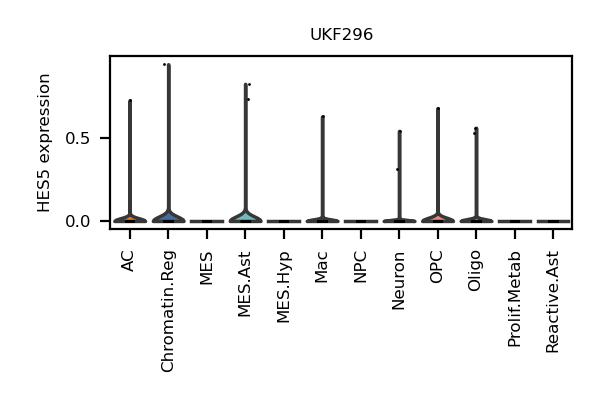 UKF296
HES5 expression
0.5
0.0
AC
Chromatin.Reg
MES
MES.Ast
MES.Hyp
Mac
NPC
Neuron
OPC
Oligo
Prolif.Metab
Reactive.Ast